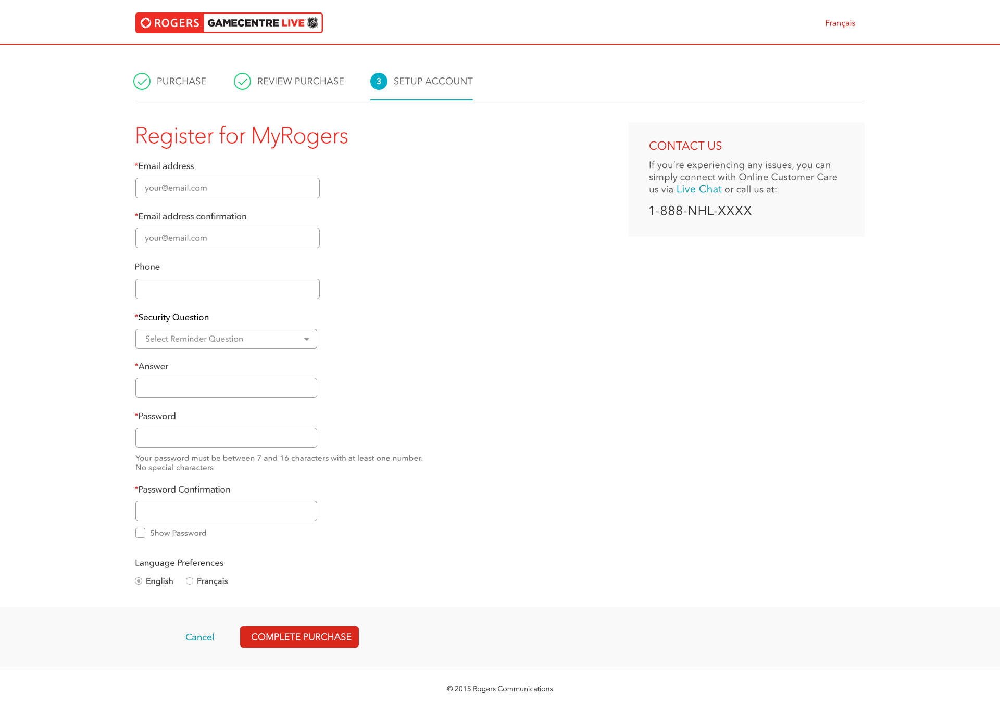 ROGERS GAMECENTRE LIVE
Français
PURCHASE
REVIEW PURCHASE
3 SETUP ACCOUNT
Register for MyRogers
*Email address
your@email.com
*Email address confirmation
your@email.com
Phone
*Security Question
Select Reminder Question
*Answer
*Password
Your password must be between 7 and 16 characters with at least one number.
No special characters
*Password Confirmation
Show Password
Language Preferences
English Français
CONTACT US
If you’re experiencing any issues, you can
simply connect with Online Customer Care
us via Live Chat or call us at:
1-888-NHL-XXXX
Cancel
COMPLETE PURCHASE
© 2015 Rogers Communications